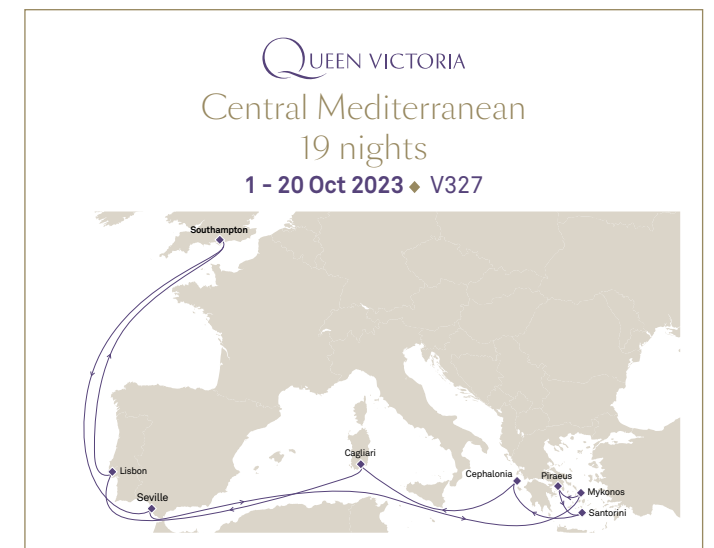 QUEEN VICTORIA
Central Mediterranean
19 nights
1 – 20 Oct 2023 ◆ V327
Southampton
Cagliari
Lisbon
Cephalonia
Piraeus
Mykonos
Seville
Santorini